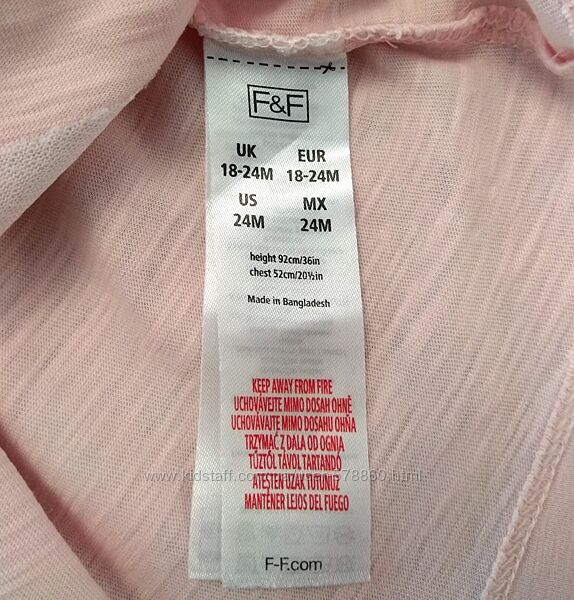 F&F
UK EUR
18-24M 18-24M
US MX
24M 24M
height 92cm/36in
chest 52cm/20½in
Made in Bangladesh
KEEP AWAY FROM FIRE
UCHOVÁVEJTE MIMO DOSAH OHNĚ
UCHOVÁVAJTE MIMO DOSAHU OHŇA
TRZYMAĆ Z DALA OD OGNIA
TŰZTŐL TÁVOL TARTANDÓ
ATEŞTEN UZAK TUTUNUZ
MANTENER LEJOS DEL FUEGO
F-F.com